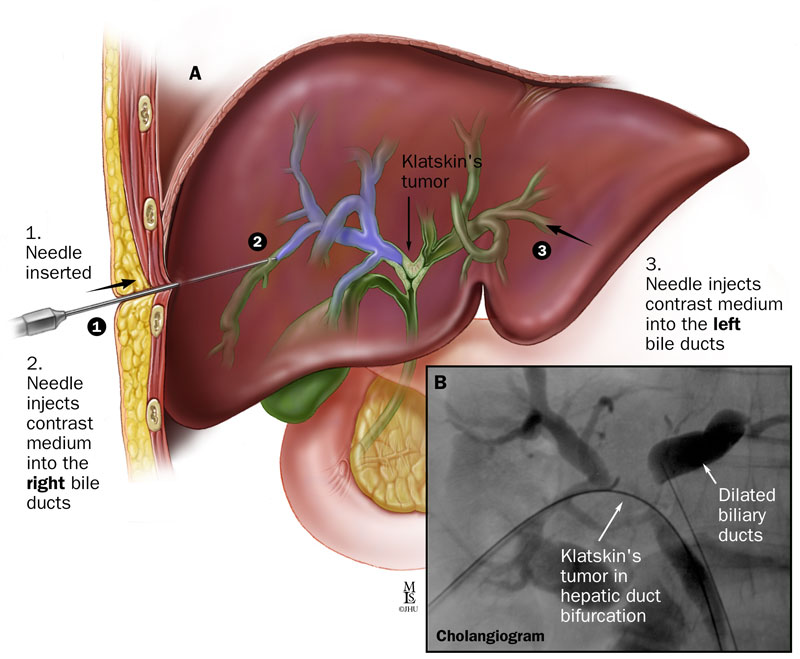 A
Klatskin's
tumor
1.
Needle
inserted
2
3
1
3.
Needle injects
contrast medium
into the left
bile ducts
2.
Needle
injects
contrast
medium
into the
right bile
ducts
B
Dilated
biliary
ducts
Klatskin's
tumor in
hepatic duct
bifurcation
Cholangiogram
©JHU